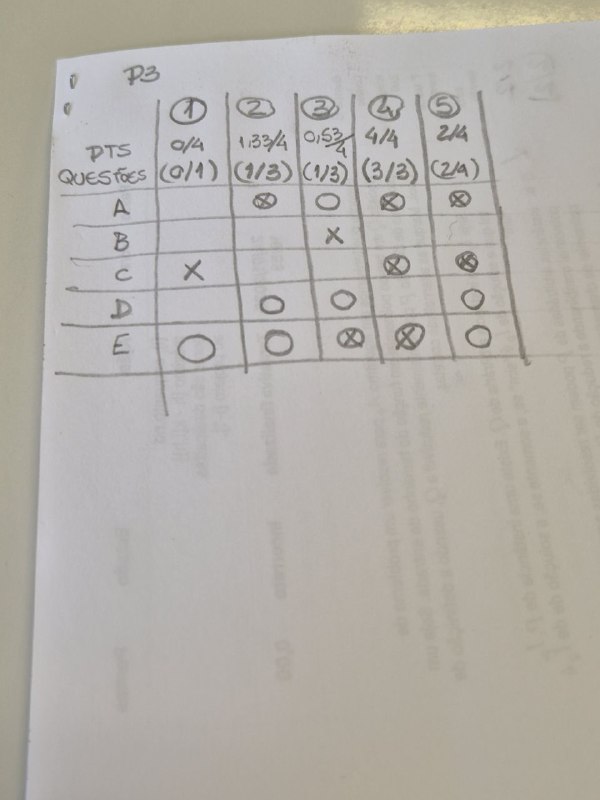 P3
① ② ③ ④ ⑤
PTS 0/4 1,33/4 0,53/4 4/4 2/4
QUESTÕES (0/1) (1/3) (1/3) (3/3) (2/4)
A ⊗ ○ ⊗ ⊗
B X
C X ⊗ ⊗
D ○ ○ ○
E ○ ○ ⊗ ⊗ ○